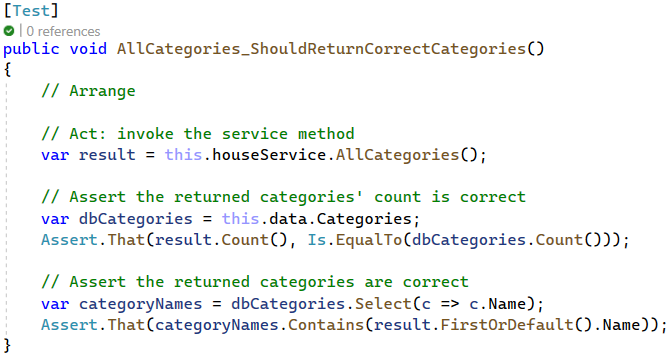 [Test]
| 0 references
public void AllCategories_ShouldReturnCorrectCategories()
{
    // Arrange

    // Act: invoke the service method
    var result = this.houseService.AllCategories();

    // Assert the returned categories' count is correct
    var dbCategories = this.data.Categories;
    Assert.That(result.Count(), Is.EqualTo(dbCategories.Count()));

    // Assert the returned categories are correct
    var categoryNames = dbCategories.Select(c => c.Name);
    Assert.That(categoryNames.Contains(result.FirstOrDefault().Name));
}